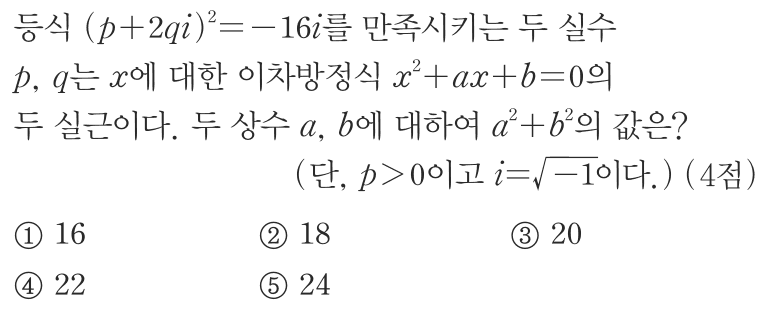 등식 (p+2qi)²=-16i를 만족시키는 두 실수
p, q는 x에 대한 이차방정식 x²+ax+b=0의
두 실근이다. 두 상수 a, b에 대하여 a²+b²의 값은?
(단, p>0이고 i=√-1이다.) (4점)
① 16 ② 18 ③ 20
④ 22 ⑤ 24